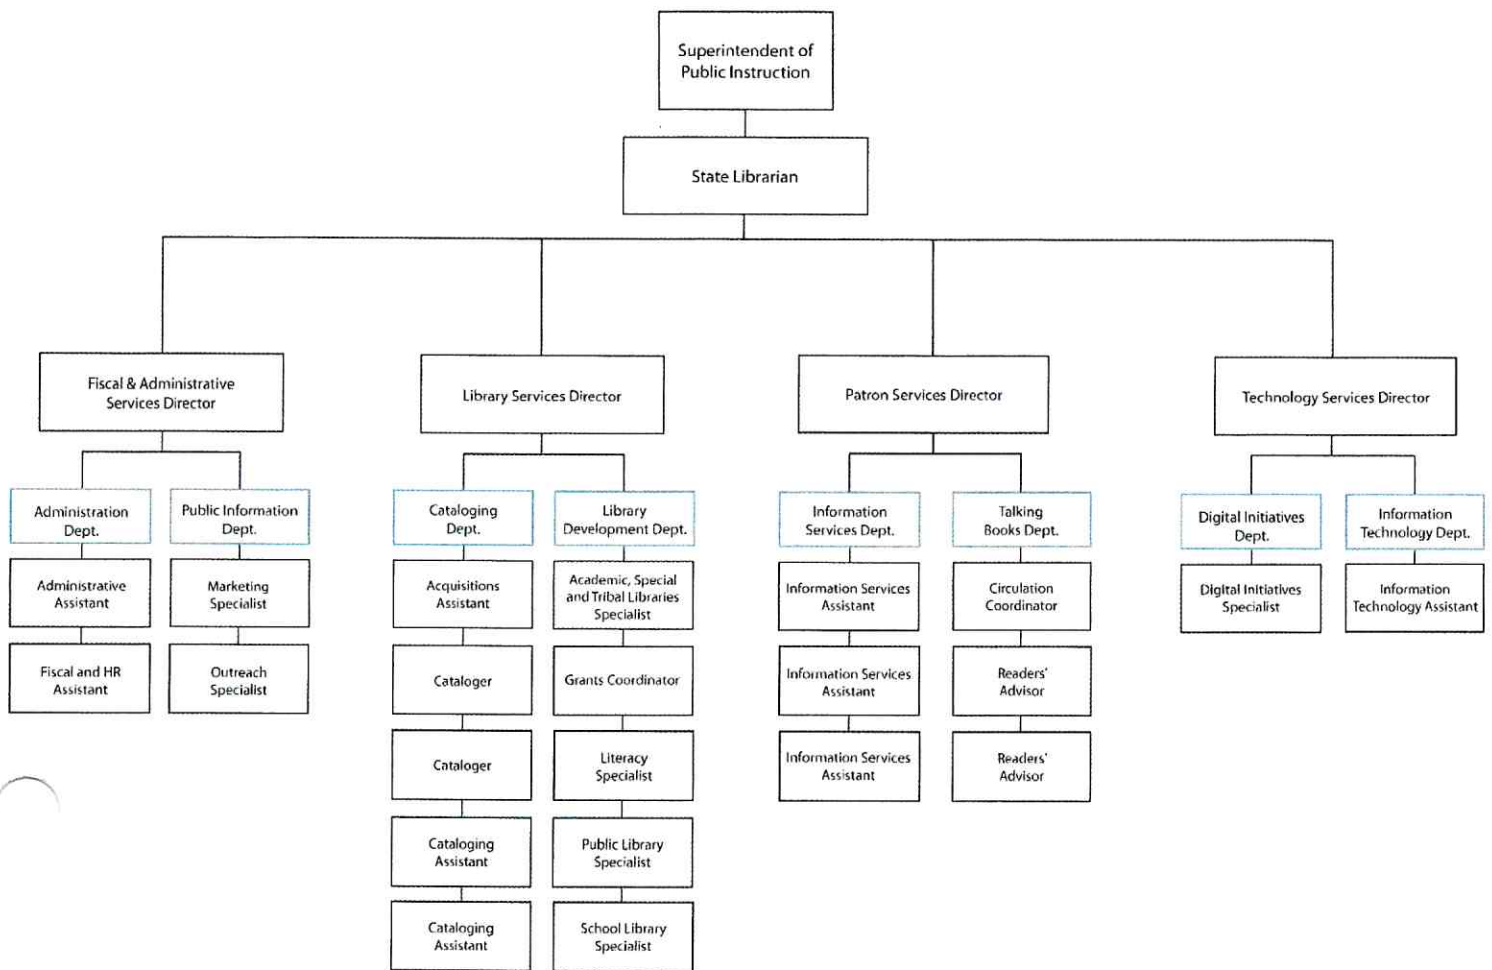 Superintendent of
Public Instruction
State Librarian
Fiscal & Administrative
Services Director
Library Services Director
Patron Services Director
Technology Services Director
Administration
Dept.
Public Information
Dept.
Cataloging
Dept.
Library
Development Dept.
Information
Services Dept.
Talking
Books Dept.
Digital Initiatives
Dept.
Information
Technology Dept.
Administrative
Assistant
Marketing
Specialist
Acquisitions
Assistant
Academic, Special
and Tribal Libraries
Specialist
Information Services
Assistant
Circulation
Coordinator
Digital Initiatives
Specialist
Information
Technology Assistant
Fiscal and HR
Assistant
Outreach
Specialist
Cataloger
Grants Coordinator
Information Services
Assistant
Readers'
Advisor
Cataloger
Literacy
Specialist
Information Services
Assistant
Readers'
Advisor
Cataloging
Assistant
Public Library
Specialist
Cataloging
Assistant
School Library
Specialist